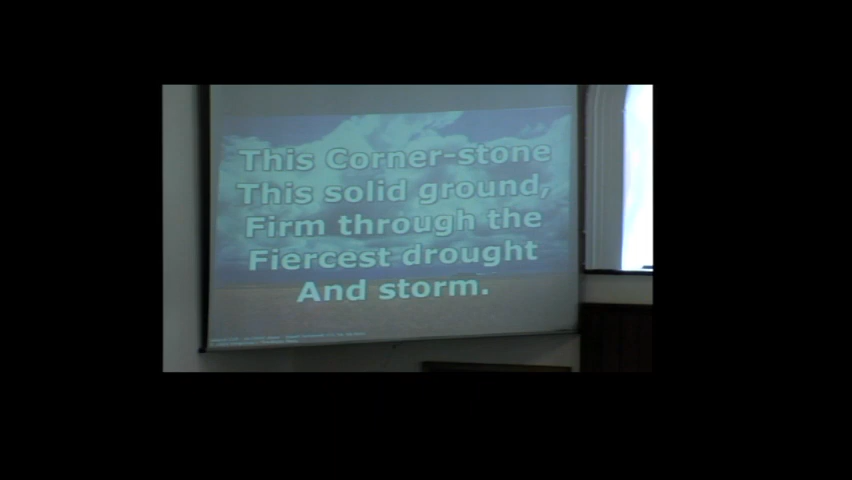 This Corner-stone
This solid ground,
Firm through the
Fiercest drought
And storm.